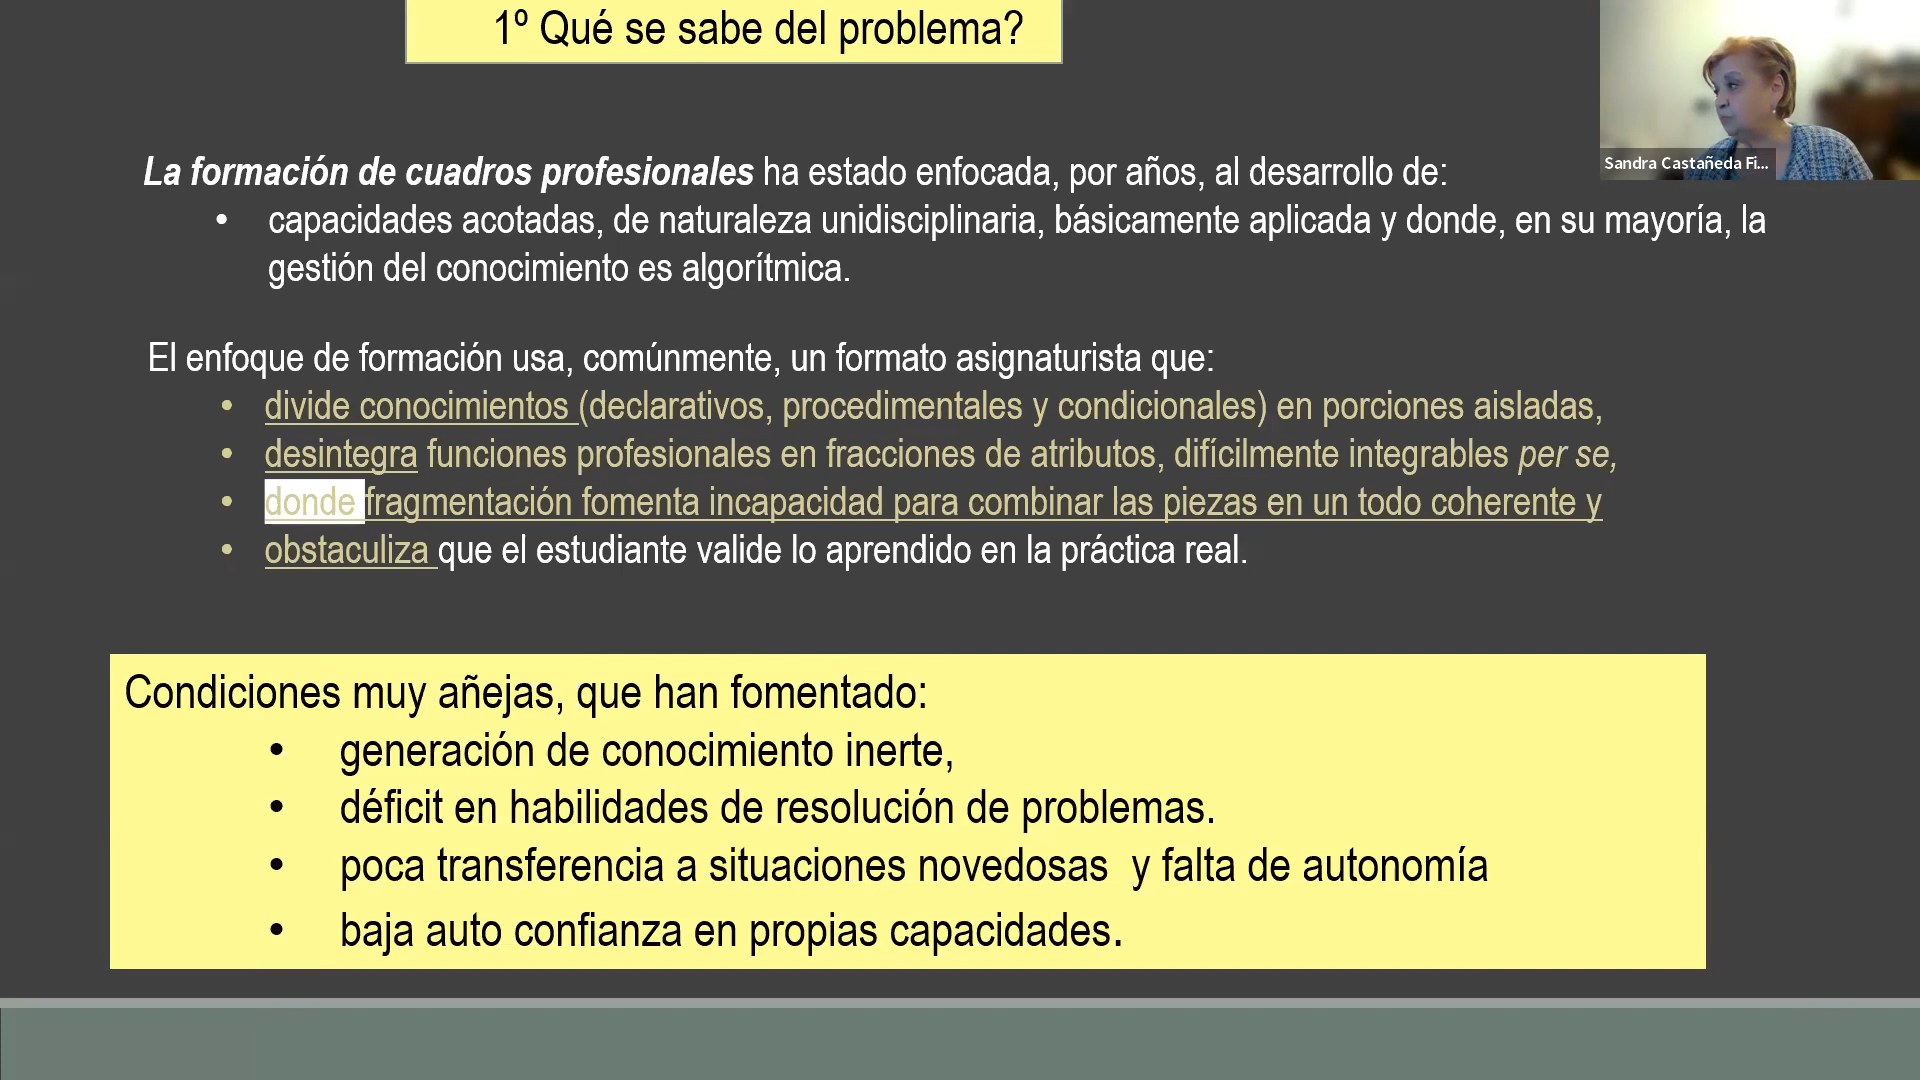 1º Qué se sabe del problema?
Sandra Castañeda Fi...
La formación de cuadros profesionales ha estado enfocada, por años, al desarrollo de:
• capacidades acotadas, de naturaleza unidisciplinaria, básicamente aplicada y donde, en su mayoría, la
gestión del conocimiento es algorítmica.
El enfoque de formación usa, comúnmente, un formato asignaturista que:
• divide conocimientos (declarativos, procedimentales y condicionales) en porciones aisladas,
• desintegra funciones profesionales en fracciones de atributos, difícilmente integrables per se,
• donde fragmentación fomenta incapacidad para combinar las piezas en un todo coherente y
• obstaculiza que el estudiante valide lo aprendido en la práctica real.
Condiciones muy añejas, que han fomentado:
• generación de conocimiento inerte,
• déficit en habilidades de resolución de problemas.
• poca transferencia a situaciones novedosas y falta de autonomía
• baja auto confianza en propias capacidades.